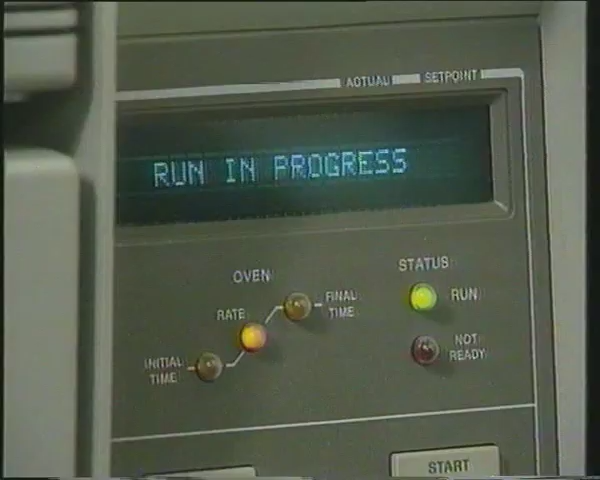 ACTUAL SETPOINT
RUN IN PROGRESS
OVEN
STATUS
FINAL
TIME
RUN
RATE
NOT
READY
INITIAL
TIME
START